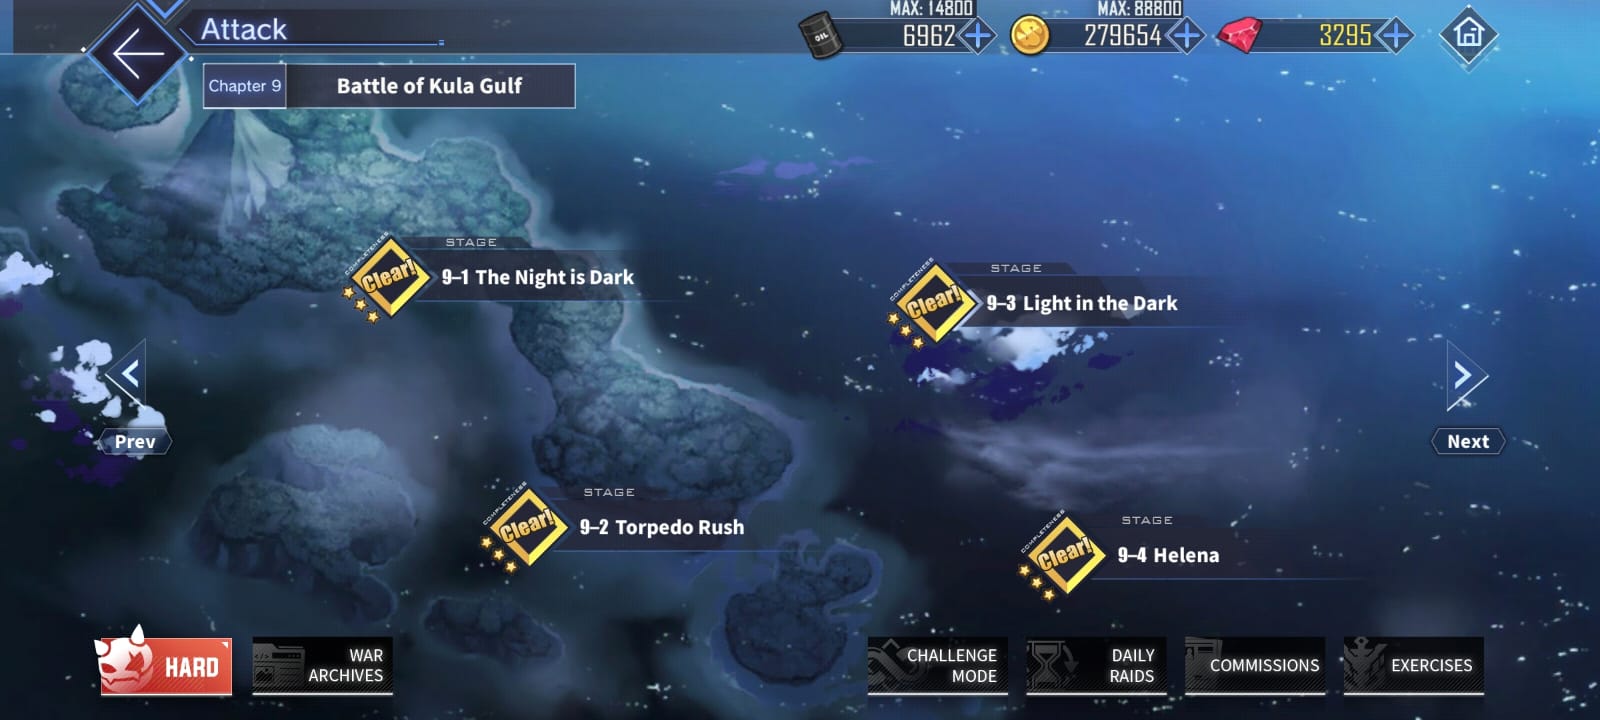 Attack
MAX: 14800
OIL
6962
MAX: 88800
279654
3295
Chapter 9
Battle of Kula Gulf
STAGE
COMPLETENESS
Clear!
9-1 The Night is Dark
STAGE
COMPLETENESS
Clear!
9-3 Light in the Dark
Prev
Next
STAGE
COMPLETENESS
Clear!
9-2 Torpedo Rush
STAGE
COMPLETENESS
Clear!
9-4 Helena
HARD
WAR
ARCHIVES
CHALLENGE
MODE
DAILY
RAIDS
COMMISSIONS
EXERCISES